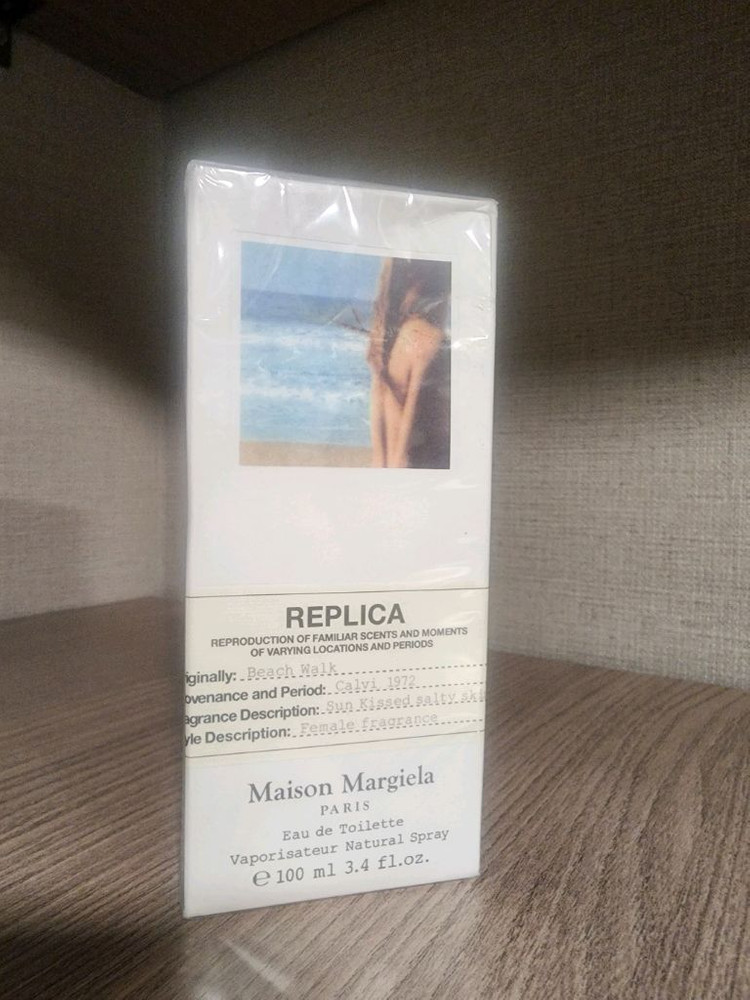 REPLICA
REPRODUCTION OF FAMILIAR SCENTS AND MOMENTS
OF VARYING LOCATIONS AND PERIODS
iginally: Beach Walk
ovenance and Period: Calvi 1972
agrance Description: Sun Kissed salty ski
yle Description: Female fragrance
Maison Margiela
PARIS
Eau de Toilette
Vaporisateur Natural Spray
℮ 100 ml 3.4 fl.oz.